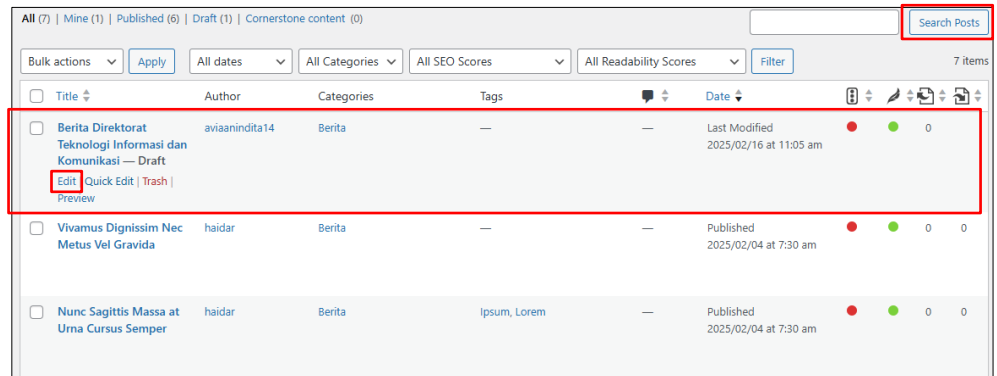 All (7) | Mine (1) | Published (6) | Draft (1) | Cornerstone content (0)
Search Posts
Bulk actions Apply All dates All Categories All SEO Scores All Readability Scores Filter 7 items
Title Author Categories Tags Date
Berita Direktorat aviaanindita14 Berita — — Last Modified 0
Teknologi Informasi dan 2025/02/16 at 11:05 am
Komunikasi — Draft
Edit Quick Edit | Trash |
Preview
Vivamus Dignissim Nec haidar Berita — — Published 0 0
Metus Vel Gravida 2025/02/04 at 7:30 am
Nunc Sagittis Massa at haidar Berita Ipsum, Lorem — Published 0 0
Urna Cursus Semper 2025/02/04 at 7:30 am